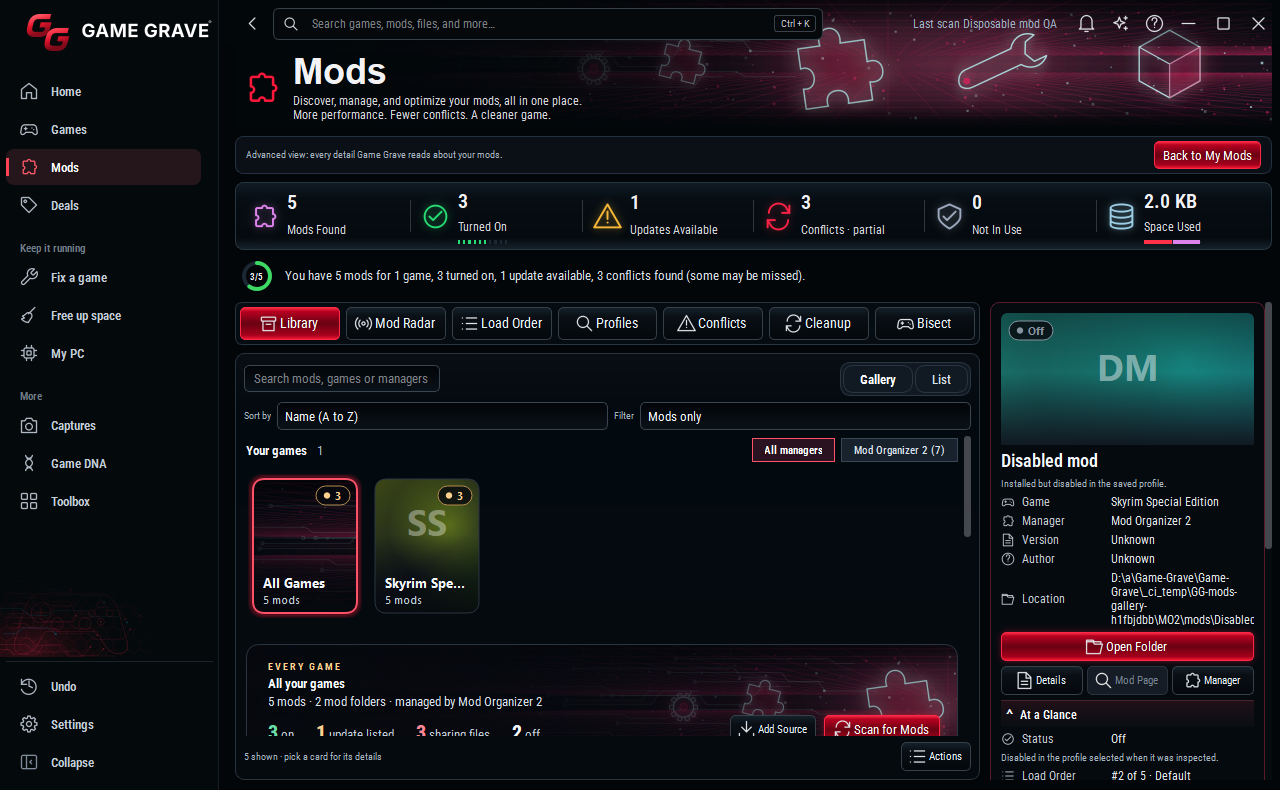 GAME GRAVE
Search games, mods, files, and more...
Ctrl + K
Last scan Disposable mod QA
Home
Games
Mods
Deals
Keep it running
Fix a game
Free up space
My PC
More
Captures
Game DNA
Toolbox
Undo
Settings
Collapse
Mods
Discover, manage, and optimize your mods, all in one place.
More performance. Fewer conflicts. A cleaner game.
Advanced view: every detail Game Grave reads about your mods.
Back to My Mods
5
Mods Found
3
Turned On
1
Updates Available
3
Conflicts · partial
0
Not In Use
2.0 KB
Space Used
3/5
You have 5 mods for 1 game, 3 turned on, 1 update available, 3 conflicts found (some may be missed).
Library
Mod Radar
Load Order
Profiles
Conflicts
Cleanup
Bisect
Search mods, games or managers
Gallery
List
Sort by
Name (A to Z)
Filter
Mods only
Your games 1
All managers
Mod Organizer 2 (7)
3
All Games
5 mods
3
SS
Skyrim Spe...
5 mods
EVERY GAME
All your games
5 mods · 2 mod folders · managed by Mod Organizer 2
3 on
1 update listed
3 sharing files
2 off
Add Source
Scan for Mods
5 shown · pick a card for its details
Actions
Off
DM
Disabled mod
Installed but disabled in the saved profile.
Game Skyrim Special Edition
Manager Mod Organizer 2
Version Unknown
Author Unknown
Location
D:\a\Game-Grave\Game-
Grave\_ci_temp\GG-mods-
gallery-
h1fbjdbb\MO2\mods\Disabled
Open Folder
Details
Mod Page
Manager
At a Glance
Status Off
Disabled in the profile selected when it was inspected.
Load Order #2 of 5 · Default